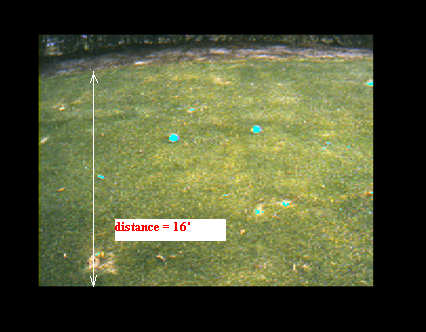 distance = 16'